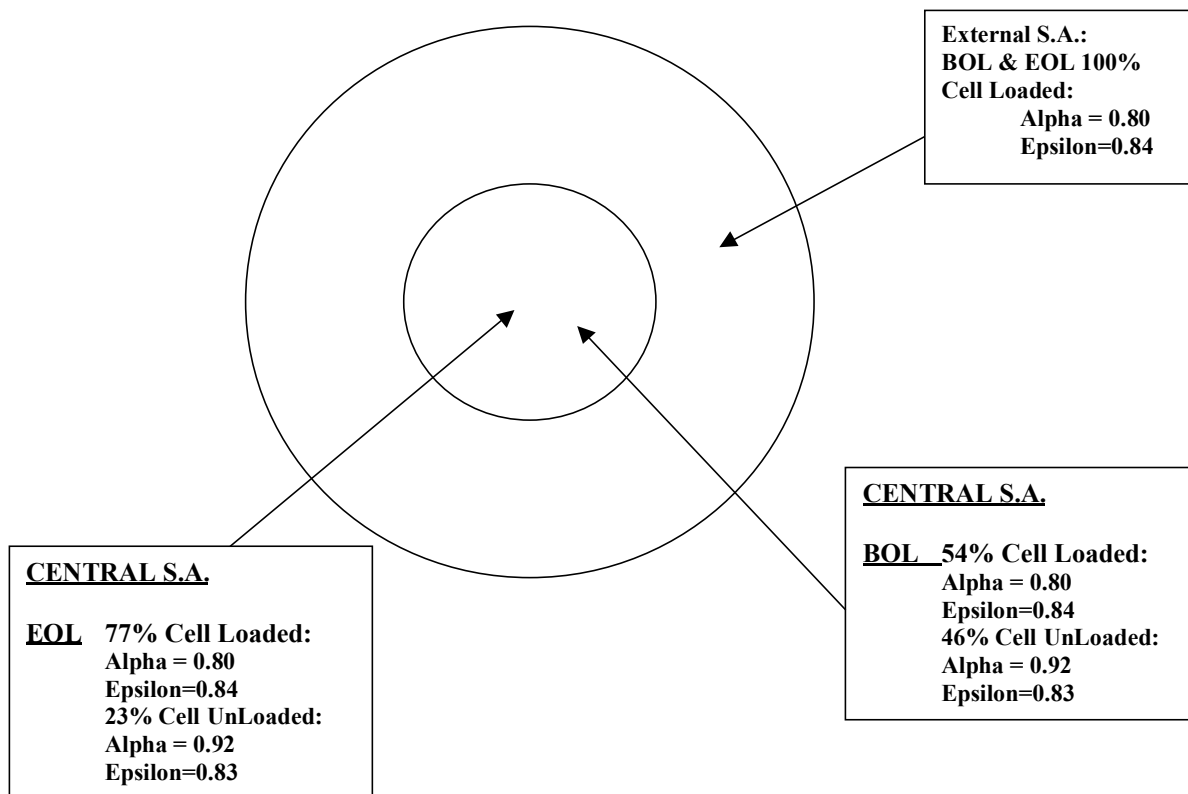 External S.A.:
BOL & EOL 100%
Cell Loaded:
Alpha = 0.80
Epsilon=0.84
CENTRAL S.A.
EOL 77% Cell Loaded:
Alpha = 0.80
Epsilon=0.84
23% Cell UnLoaded:
Alpha = 0.92
Epsilon=0.83
CENTRAL S.A.
BOL 54% Cell Loaded:
Alpha = 0.80
Epsilon=0.84
46% Cell UnLoaded:
Alpha = 0.92
Epsilon=0.83